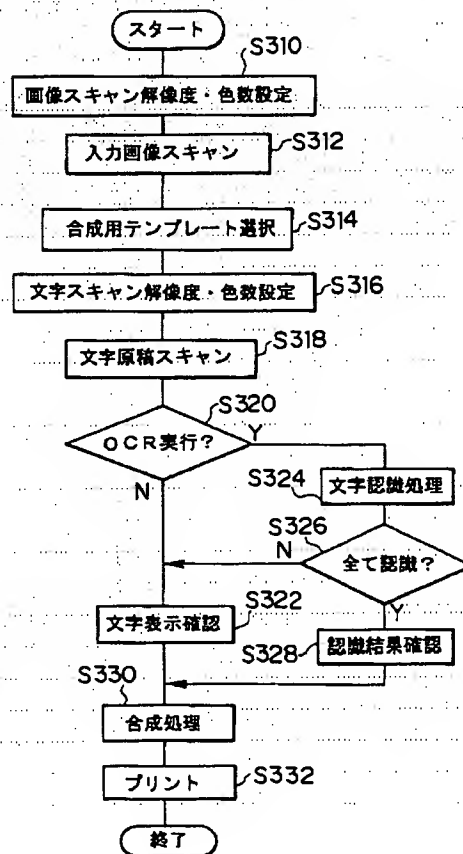 スタート
S310
画像スキャン解像度・色数設定
入力画像スキャン
S312
合成用テンプレート選択
S314
文字スキャン解像度・色数設定
S316
文字原稿スキャン
S318
S320
OCR実行?
Y
N
S324
文字認識処理
S326
N
全て認識?
Y
S322
文字表示確認
S328
認識結果確認
S330
合成処理
プリント
S332
終了